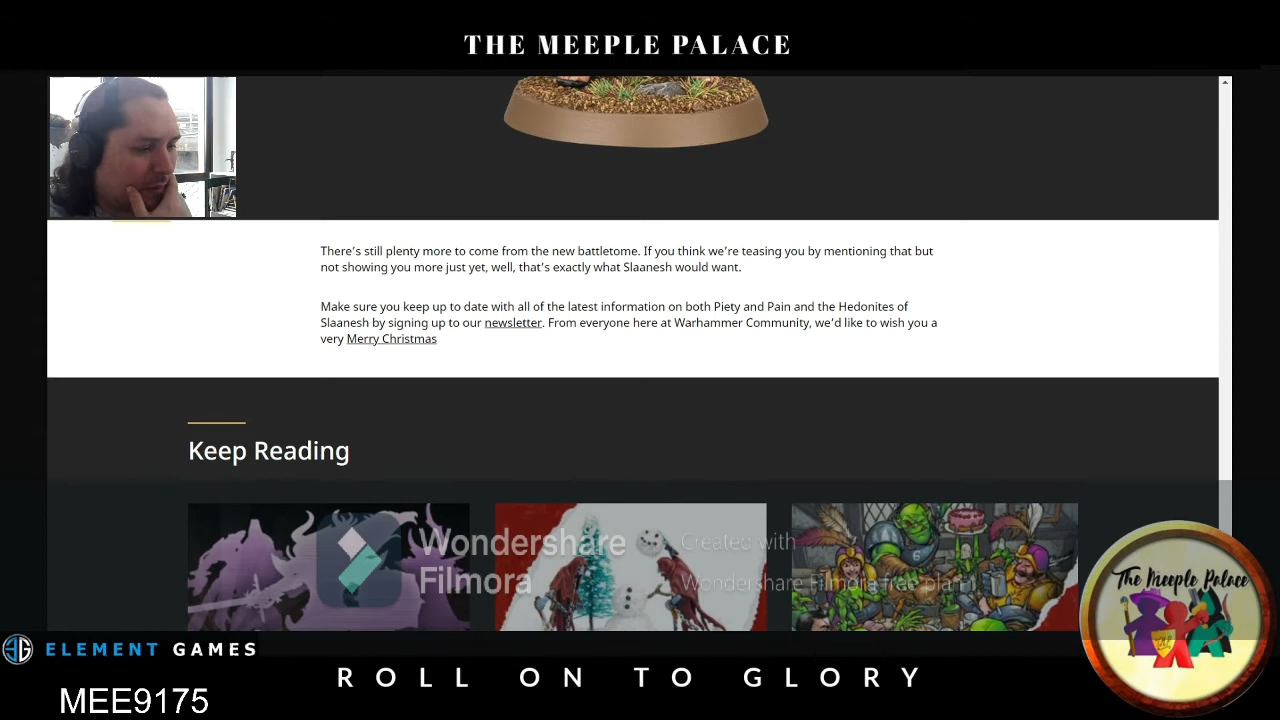 THE MEEPLE PALACE
There's still plenty more to come from the new battletome. If you think we're teasing you by mentioning that but
not showing you more just yet, well, that's exactly what Slaanesh would want.
Make sure you keep up to date with all of the latest information on both Piety and Pain and the Hedonites of
Slaanesh by signing up to our newsletter. From everyone here at Warhammer Community, we'd like to wish you a
very Merry Christmas
Keep Reading
Wondershare
Filmora
Created with
Wondershare Filmora free plan
The Meeple Palace
ELEMENT GAMES
ROLL ON TO GLORY
MEE9175